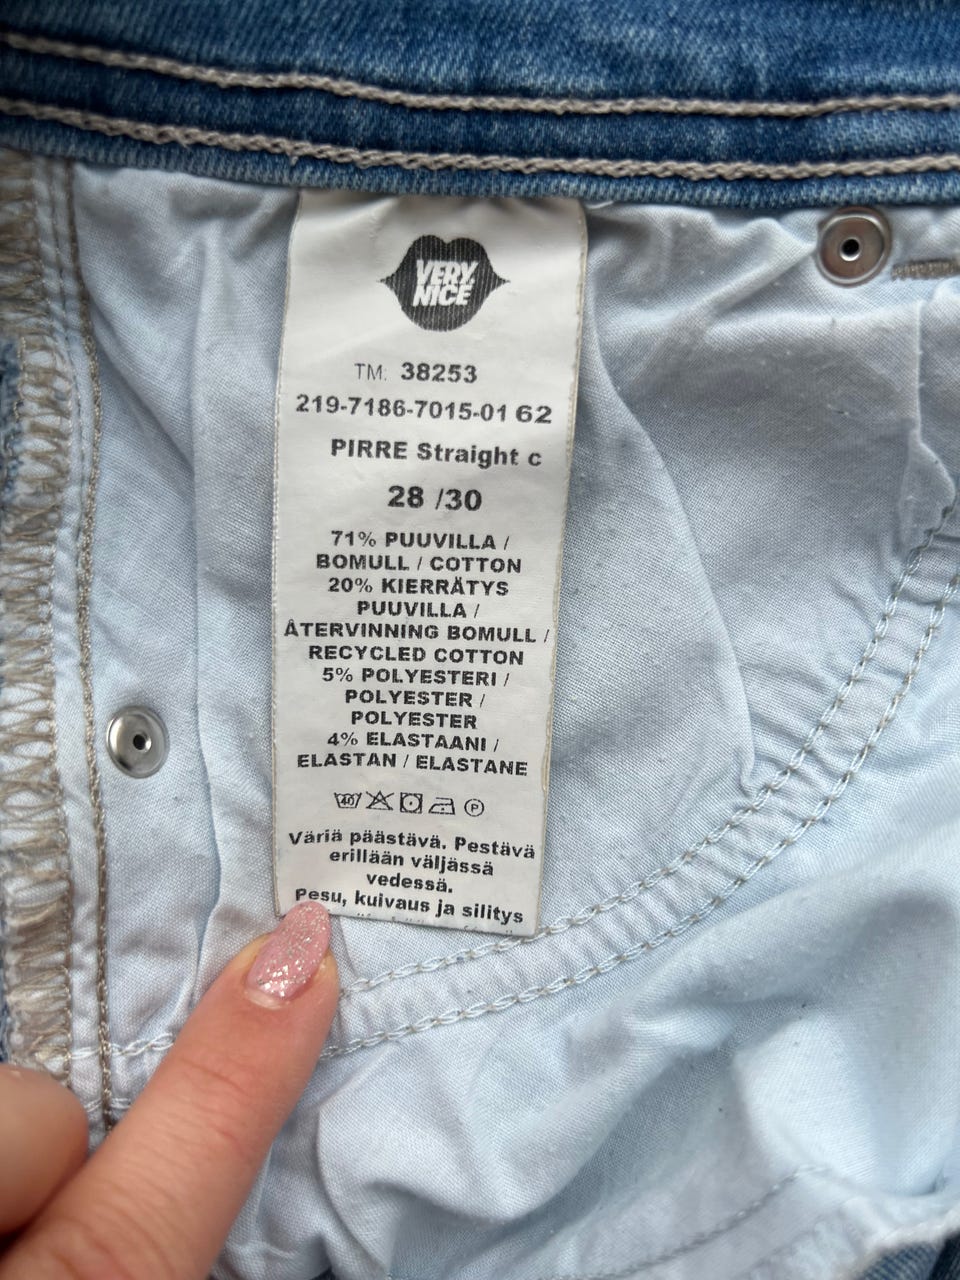 VERY
NICE
TM: 38253
219-7186-7015-01 62
PIRRE Straight c
28 /30
71% PUUVILLA /
BOMULL / COTTON
20% KIERRÄTYS
PUUVILLA /
ÅTERVINNING BOMULL /
RECYCLED COTTON
5% POLYESTERI /
POLYESTER /
POLYESTER
4% ELASTAANI /
ELASTAN / ELASTANE
40 P
Väriä päästävä. Pestävä
erillään väljässä
vedessä.
Pesu, kuivaus ja silitys